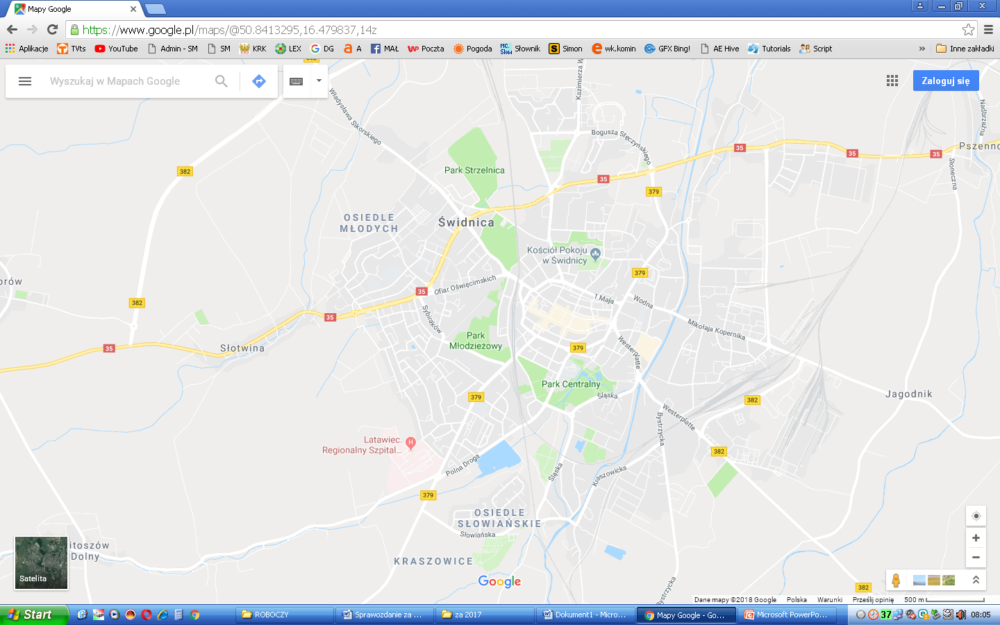 Mapy Google
https://www.google.pl/maps/@50.8413295,16.479837,14z
Aplikacje
TVts
YouTube
Admin - SM
SM
KRK
LEX
DG
A
MAŁ
Poczta
Pogoda
MC. Slow
Słownik
Simon
wk.komin
GFX Bing!
AE Hive
Tutorials
Script
»
Inne zakładki
Wyszukaj w Mapach Google
Zaloguj się
382
Władysława Sikorskiego
Kazimierza W
Bogusza Stęczyńskiego
Nadbrzeżna
Pszenno
35
35
35
Słoneczna
382
Park Strzelnica
35
379
OSIEDLE
MŁODYCH
Świdnica
Kościół Pokoju
w Świdnicy
379
orów
382
35
Ofiar Oświęcimskich
1 Maja
Wodna
35
Sybiraków
Mikołaja Kopernika
Park
Młodzieżowy
35
Słotwina
379
Westerplatte
Park Centralny
Śląska
379
382
Jagodnik
Westerplatte
Bystrzycka
Latawiec.
Regionalny Szpital...
H
382
Polna Droga
Śląska
Kraszowicka
379
OSIEDLE
SŁOWIAŃSKIE
Słowiańska
itoszów
Dolny
KRASZOWICE
Bystrzycka
382
Satelita
Google
Dane mapy ©2018 Google
Polska
Warunki
Prześlij opinię
500 m
Start
ROBOCZY
Sprawozdanie za ...
za 2017
Dokument1 - Micro...
Mapy Google - Go...
Microsoft PowerPo...
37
08:05